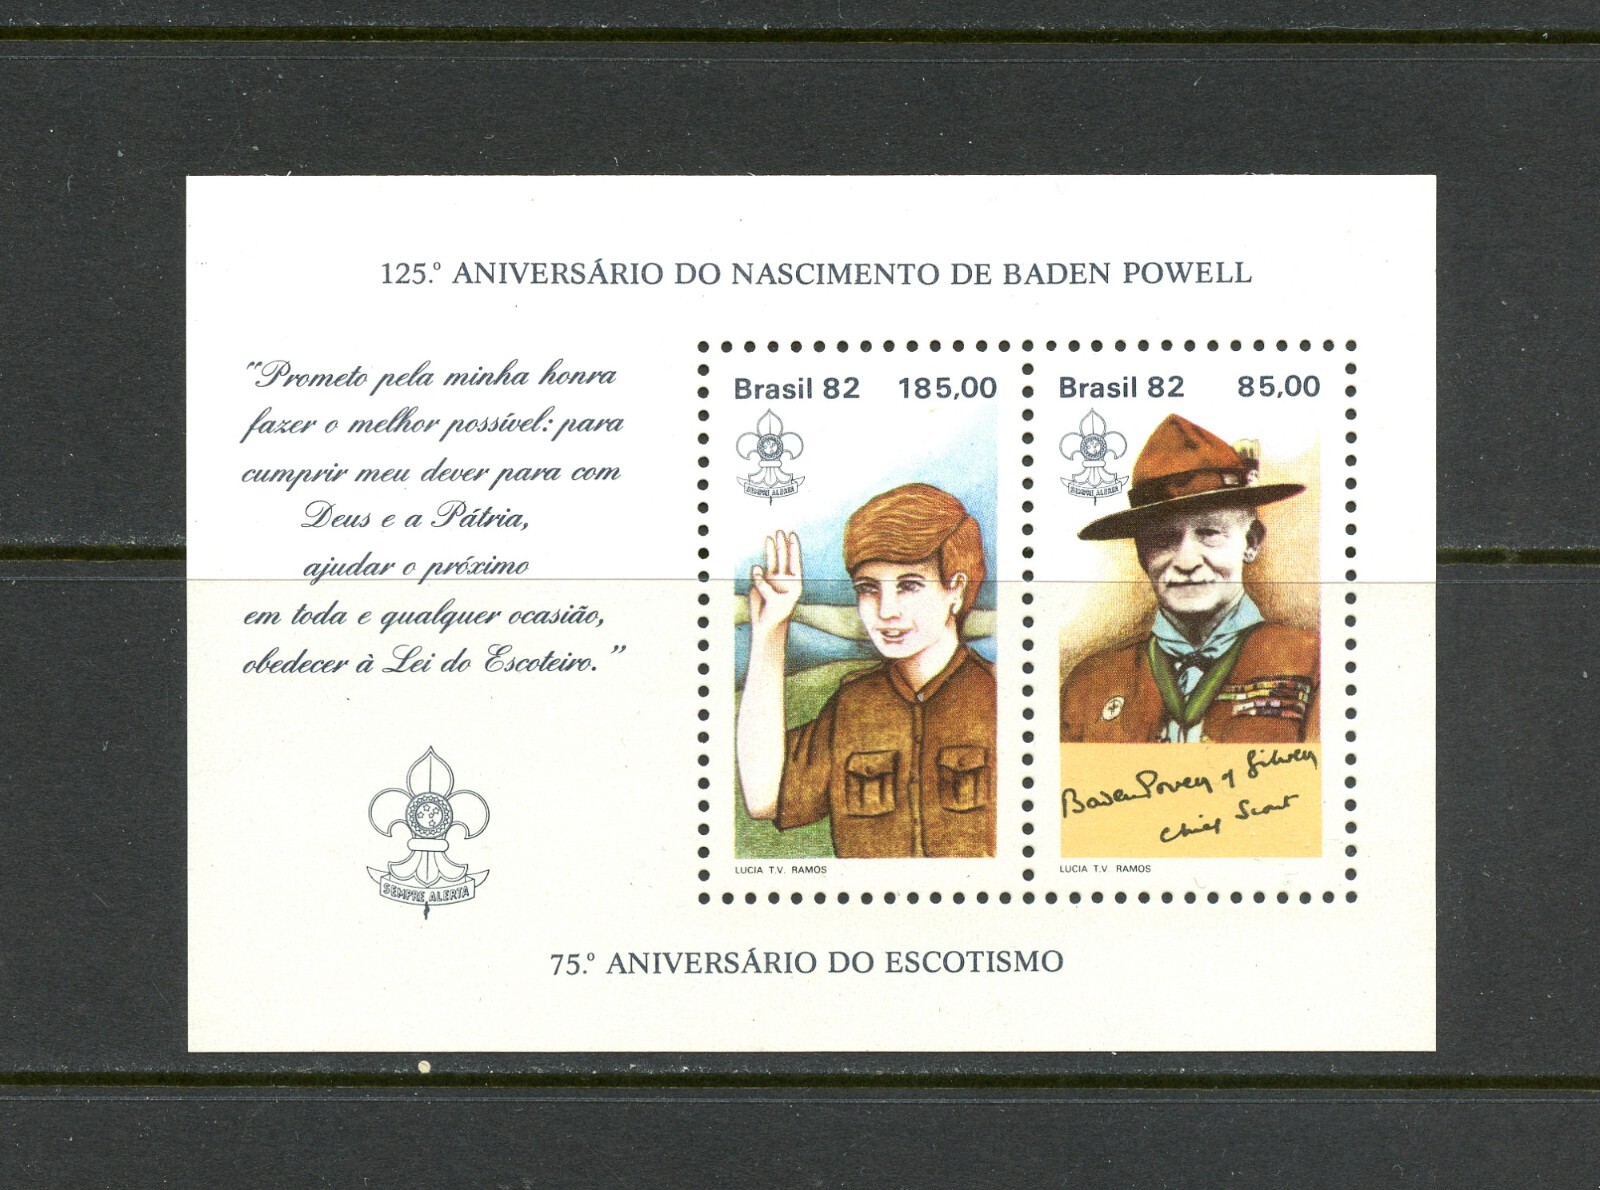 125.º ANIVERSÁRIO DO NASCIMENTO DE BADEN POWELL
"Prometo pela minha honra
fazer o melhor possível: para
cumprir meu dever para com
Deus e a Pátria,
ajudar o próximo
em toda e qualquer ocasião,
obedecer à Lei do Escoteiro."
SEMPRE ALERTA
Brasil 82 185,00
SEMPRE ALERTA
LUCIA T.V. RAMOS
Brasil 82 85,00
SEMPRE ALERTA
Baden Powell of Gilwell
Chief Scout
LUCIA T.V. RAMOS
75.º ANIVERSÁRIO DO ESCOTISMO